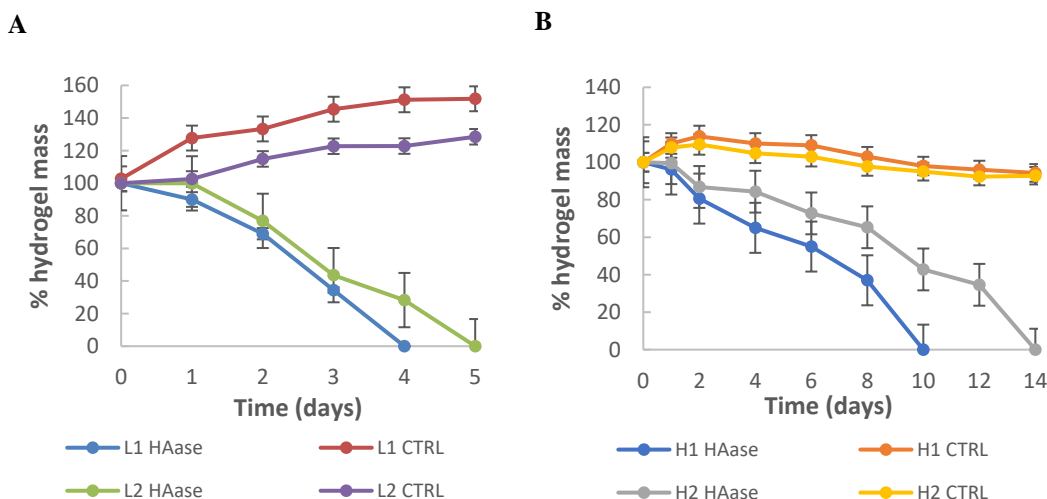 A
B
160
140
120
100
80
60
40
20
0
% hydrogel mass
0 1 2 3 4 5
Time (days)
L1 HAase
L1 CTRL
L2 HAase
L2 CTRL
140
120
100
80
60
40
20
0
% hydrogel mass
0 2 4 6 8 10 12 14
Time (days)
H1 HAase
H1 CTRL
H2 HAase
H2 CTRL